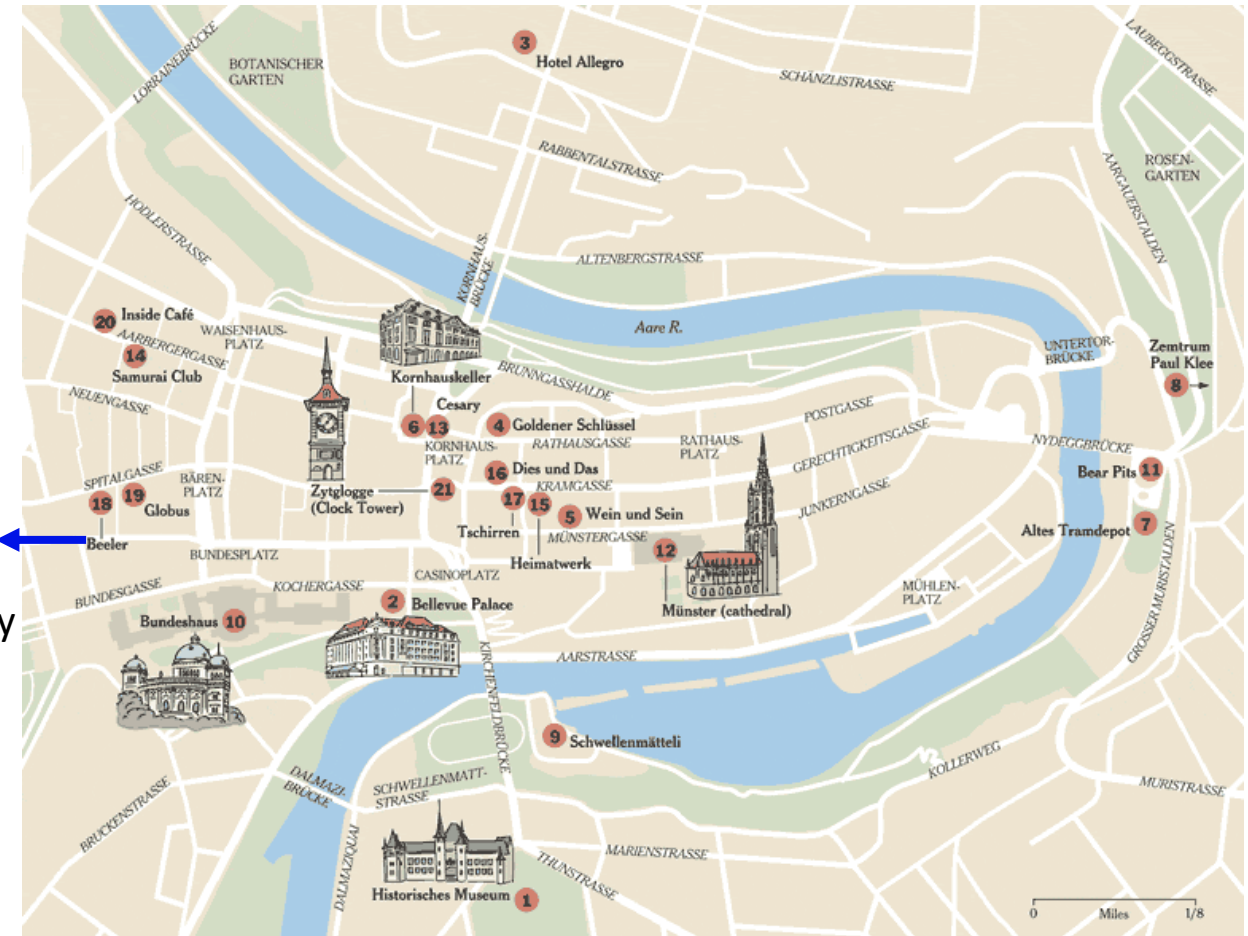 LORRAINEBRÜCKE
BOTANISCHER
GARTEN
3
Hotel Allegro
SCHÄNZLISTRASSE
LAUBEGGSTRASSE
RABBENTALSTRASSE
ROSEN-
GARTEN
AARGAUERSTALDEN
HODLERSTRASSE
KORNHAUS-
BRÜCKE
ALTENBERGSTRASSE
Aare R.
20
Inside Café
AARBERGERGASSE
14
Samurai Club
WAISENHAUS-
PLATZ
UNTERTOR-
BRÜCKE
Zemtrum
Paul Klee
8
NEUENGASSE
Kornhauskeller
BRUNNGASSHALDE
Cesary
6
13
4
Goldener Schlüssel
KORNHAUS-
PLATZ
RATHAUSGASSE
RATHAUS-
PLATZ
POSTGASSE
GERECHTIGKEITSGASSE
NYDEGGBRÜCKE
Bear Pits
11
SPITALGASSE
BÄREN-
PLATZ
16
Dies und Das
KRAMGASSE
JUNKERNGASSE
18
19
Globus
Zytglogge
(Clock Tower)
21
17
15
5
Wein und Sein
Tschirren
MÜNSTERGASSE
Heimatwerk
Altes Tramdepot
7
Beeler
BUNDESPLATZ
12
Münster (cathedral)
CASINOPLATZ
BUNDESGASSE
KOCHERGASSE
2
Bellevue Palace
MÜHLEN-
PLATZ
GROSSER MURISTALDEN
y
Bundeshaus
10
AARSTRASSE
KIRCHENFELDBRÜCKE
9
Schwellenmätteli
KOLLERWEG
DALMAZI-
BRÜCKE
SCHWELLENMATT-
STRASSE
MURISTRASSE
BRUCKENSTRASSE
DALMAZIQUAI
MARIENSTRASSE
THUNSTRASSE
Historisches Museum
1
0 Miles 1/8